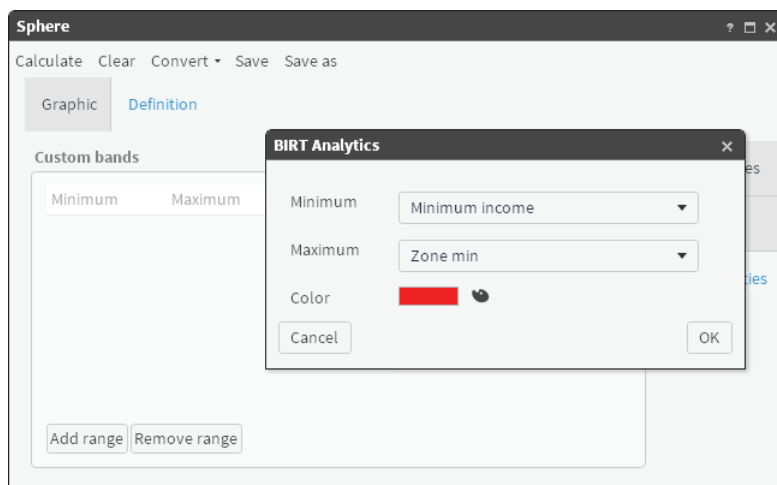 Sphere
?
Calculate Clear Convert Save Save as
Graphic Definition
Custom bands
Minimum Maximum
BIRT Analytics
Minimum Minimum income
Maximum Zone min
Color
Cancel OK
Add range Remove range